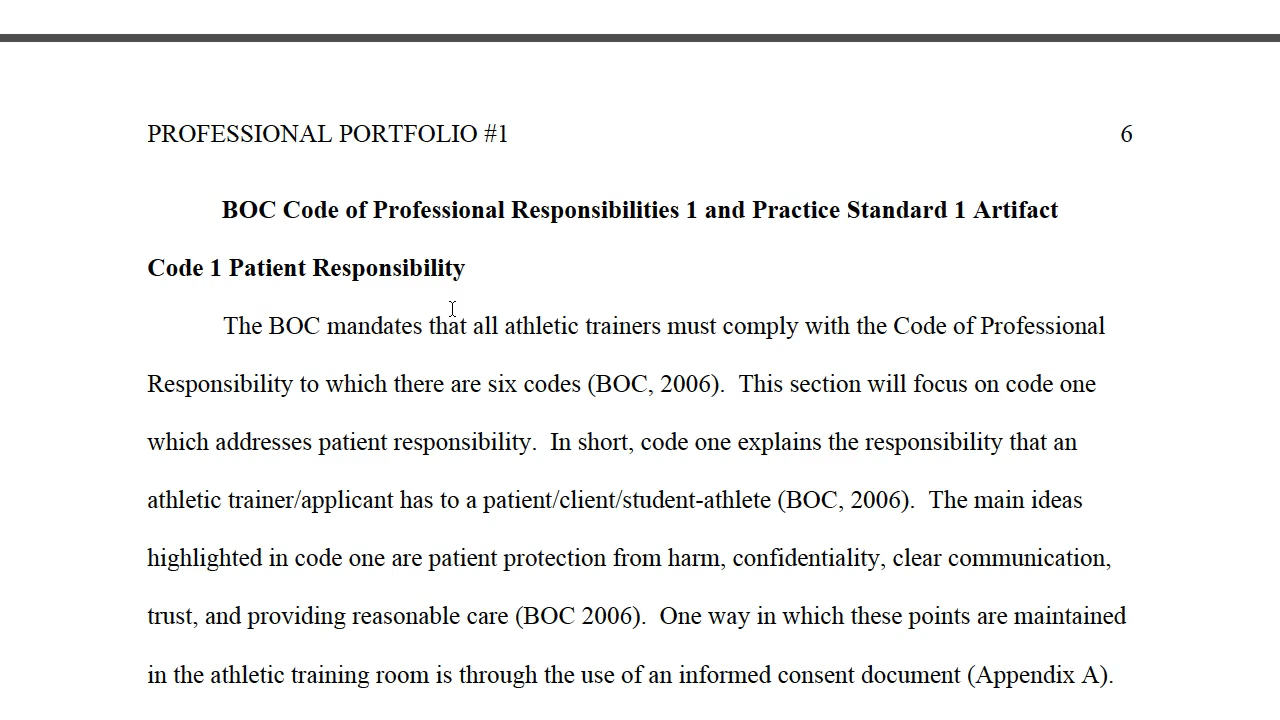 PROFESSIONAL PORTFOLIO #1 6
BOC Code of Professional Responsibilities 1 and Practice Standard 1 Artifact
Code 1 Patient Responsibility
The BOC mandates that all athletic trainers must comply with the Code of Professional
Responsibility to which there are six codes (BOC, 2006).  This section will focus on code one
which addresses patient responsibility.  In short, code one explains the responsibility that an
athletic trainer/applicant has to a patient/client/student-athlete (BOC, 2006).  The main ideas
highlighted in code one are patient protection from harm, confidentiality, clear communication,
trust, and providing reasonable care (BOC 2006).  One way in which these points are maintained
in the athletic training room is through the use of an informed consent document (Appendix A).